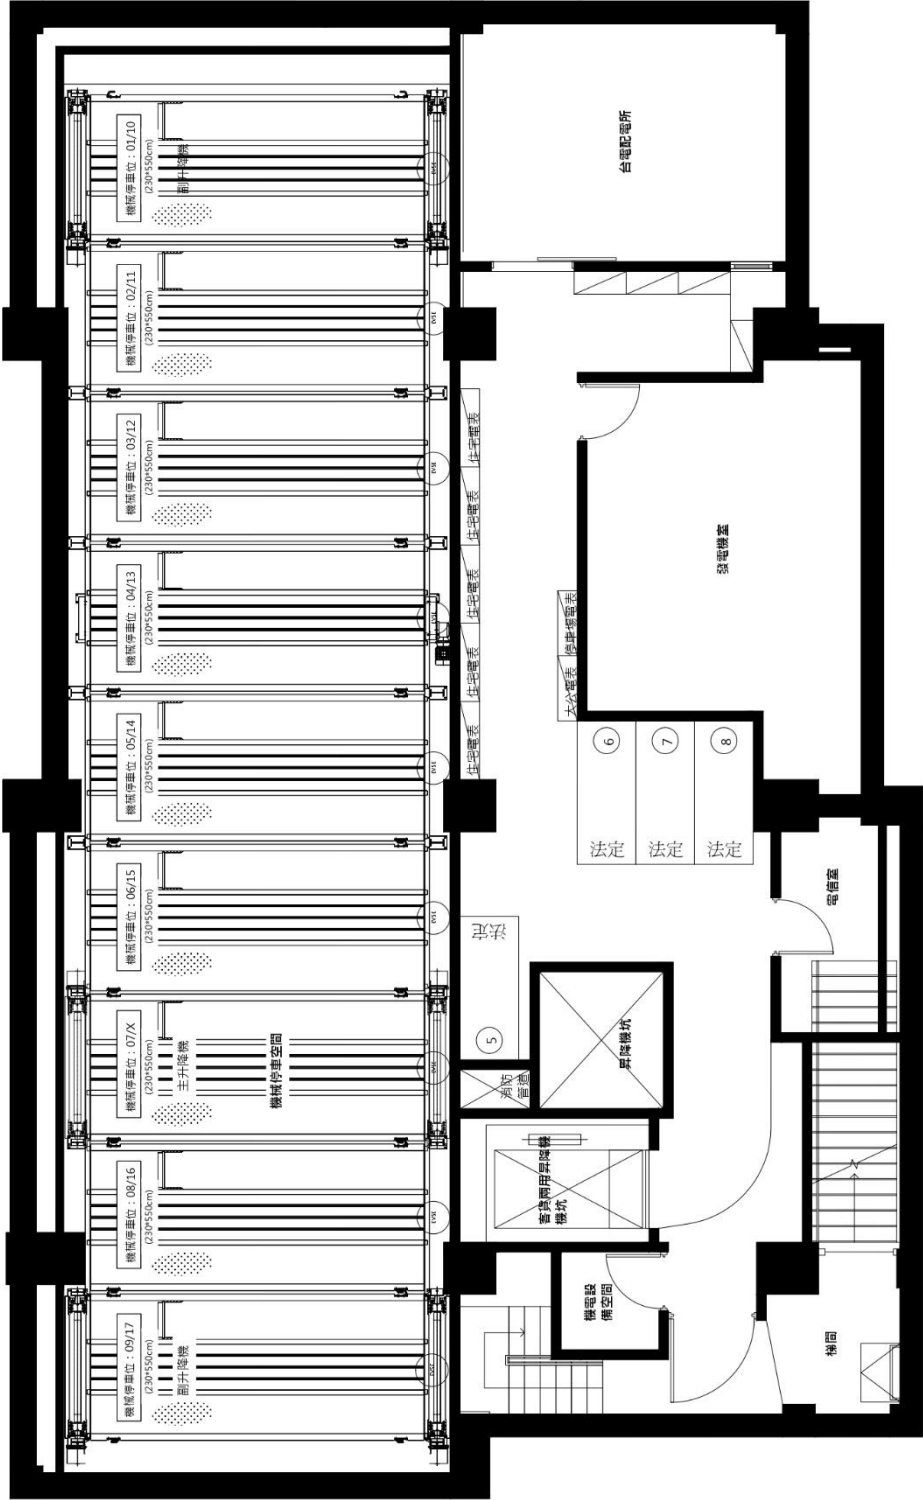 機械停車位：01/10
(230*550cm)
副升降機
機械停車位：02/11
(230*550cm)
機械停車位：03/12
(230*550cm)
機械停車位：04/13
(230*550cm)
機械停車位：05/14
(230*550cm)
機械停車位：06/15
(230*550cm)
機械停車位：07/X
(230*550cm)
主升降機
機械停車空間
機械停車位：08/16
(230*550cm)
機械停車位：09/17
(230*550cm)
副升降機
台電配電所
住宅電表
住宅電表
住宅電表
住宅電表
住宅電表
停車場電表
大公電表
發電機室
6
7
8
法定
法定
法定
法定
5
電信室
昇降機坑
消防
管道
客貨兩用昇降機
機坑
機電設
備空間
梯間